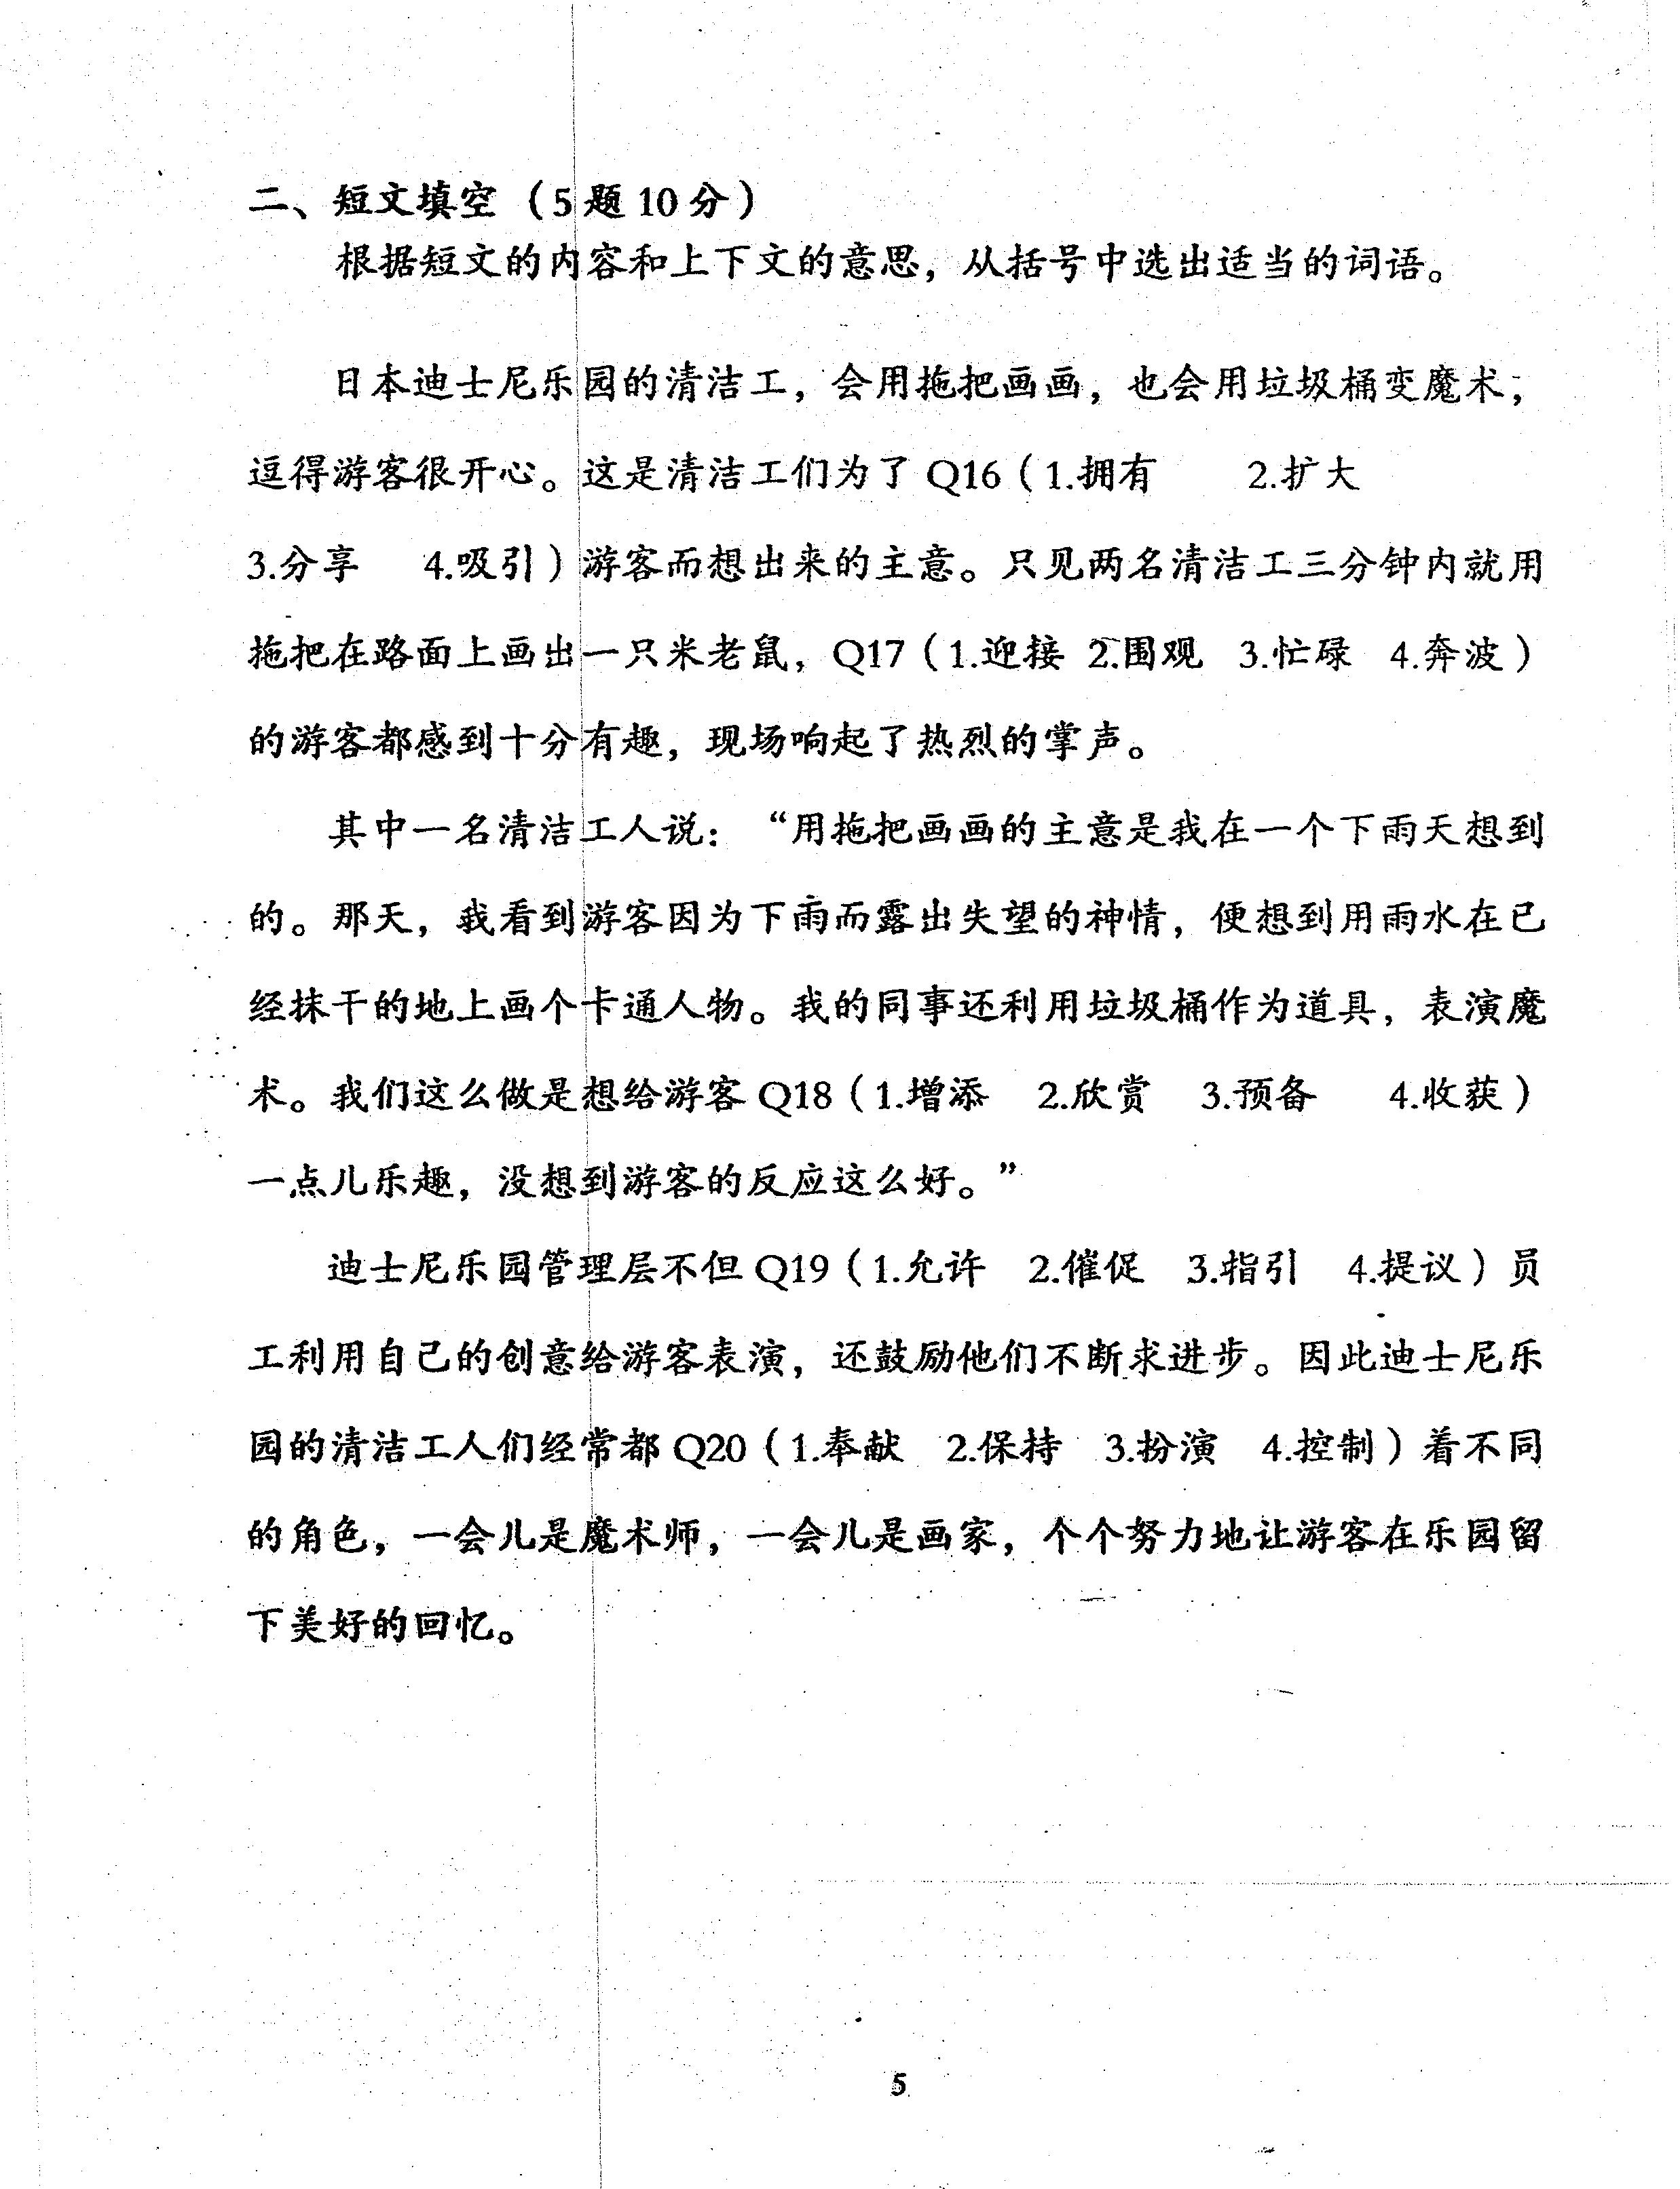 二、短文填空（5题10分）
根据短文的内容和上下文的意思，从括号中选出适当的词语。
日本迪士尼乐园的清洁工，会用拖把画画，也会用垃圾桶变魔术，
逗得游客很开心。这是清洁工们为了 Q16（1.拥有 2.扩大
3.分享 4.吸引）游客而想出来的主意。只见两名清洁工三分钟内就用
拖把在路面上画出一只米老鼠，Q17（1.迎接 2.围观 3.忙碌 4.奔波）
的游客都感到十分有趣，现场响起了热烈的掌声。
其中一名清洁工人说：“用拖把画画的主意是我在一个下雨天想到
的。那天，我看到游客因为下雨而露出失望的神情，便想到用雨水在已
经抹干的地上画个卡通人物。我的同事还利用垃圾桶作为道具，表演魔
术。我们这么做是想给游客 Q18（1.增添 2.欣赏 3.预备 4.收获）
一点儿乐趣，没想到游客的反应这么好。”
迪士尼乐园管理层不但 Q19（1.允许 2.催促 3.指引 4.提议）员
工利用自己的创意给游客表演，还鼓励他们不断求进步。因此迪士尼乐
园的清洁工人们经常都 Q20（1.奉献 2.保持 3.扮演 4.控制）着不同
的角色，一会儿是魔术师，一会儿是画家，个个努力地让游客在乐园留
下美好的回忆。
5